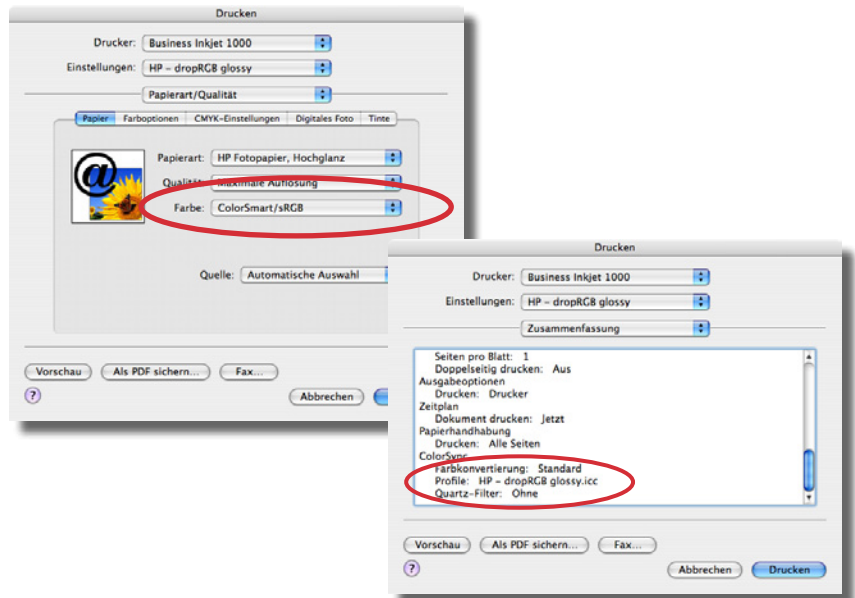 Drucken
Drucker: Business Inkjet 1000
Einstellungen: HP – dropRGB glossy
Papierart/Qualität
Papier Farboptionen CMYK-Einstellungen Digitales Foto Tinte
@
Papierart: HP Fotopapier, Hochglanz
Qualität: Maximale Auflösung
Farbe: ColorSmart/sRGB
Quelle: Automatische Auswahl
Vorschau Als PDF sichern... Fax...
? Abbrechen
Drucken
Drucker: Business Inkjet 1000
Einstellungen: HP – dropRGB glossy
Zusammenfassung
Seiten pro Blatt: 1
Doppelseitig drucken: Aus
Ausgabeoptionen
Drucken: Drucker
Zeitplan
Dokument drucken: Jetzt
Papierhandhabung
Drucken: Alle Seiten
ColorSync
Farbkonvertierung: Standard
Profile: HP – dropRGB glossy.icc
Quartz-Filter: Ohne
Vorschau Als PDF sichern... Fax...
? Abbrechen Drucken